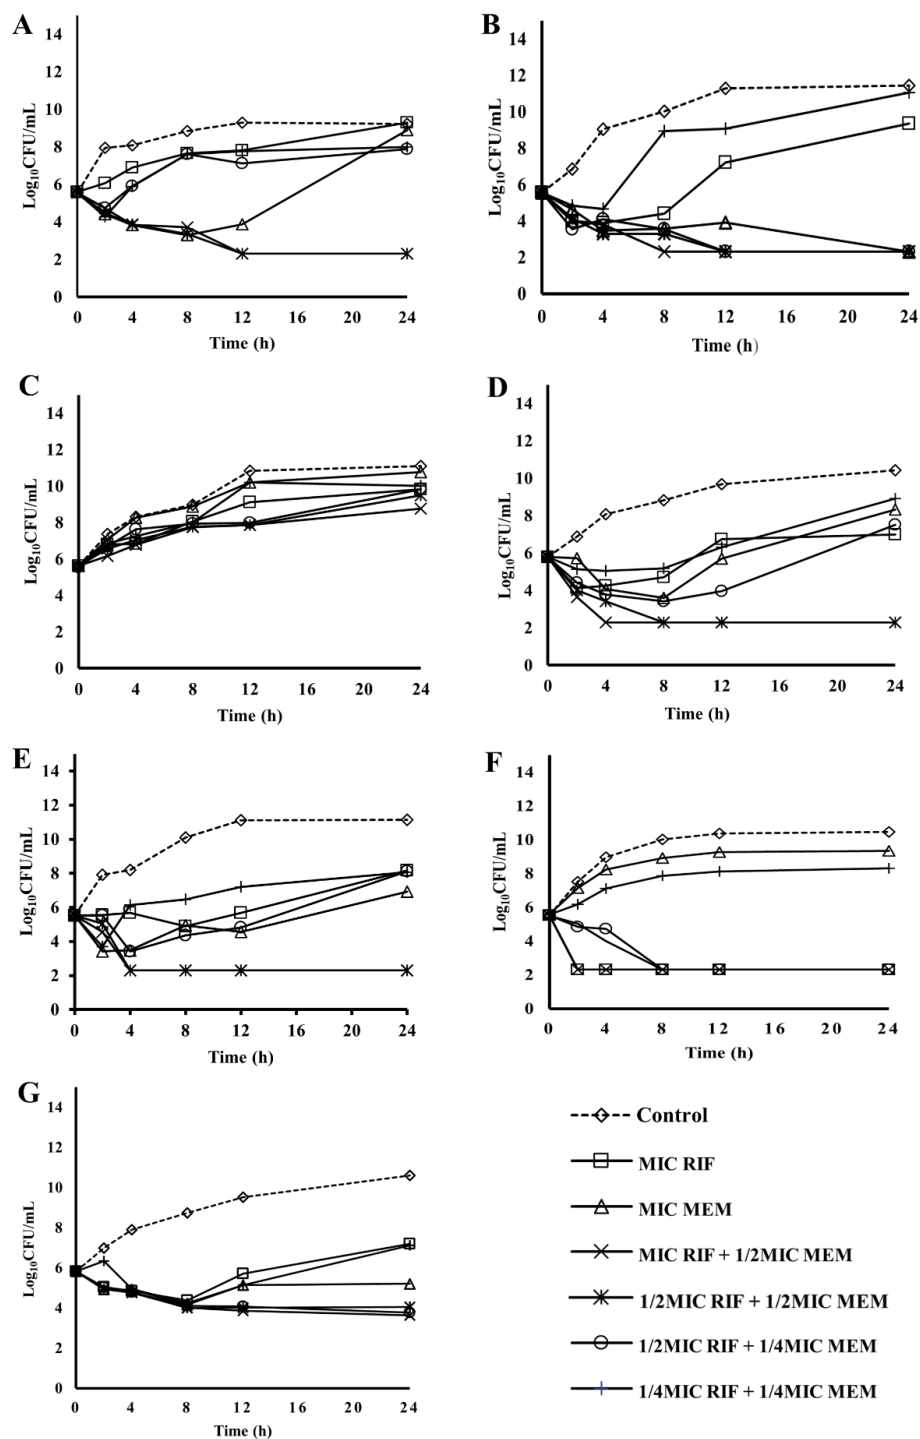 A
14
12
10
8
6
4
2
0
Log10CFU/mL
0 4 8 12 16 20 24
Time (h)
B
14
12
10
8
6
4
2
0
Log10CFU/mL
0 4 8 12 16 20 24
Time (h)
C
14
12
10
8
6
4
2
0
Log10CFU/mL
0 4 8 12 16 20 24
Time (h)
D
14
12
10
8
6
4
2
0
Log10CFU/mL
0 4 8 12 16 20 24
Time (h)
E
14
12
10
8
6
4
2
0
Log10CFU/mL
0 4 8 12 16 20 24
Time (h)
F
14
12
10
8
6
4
2
0
Log10CFU/mL
0 4 8 12 16 20 24
Time (h)
G
14
12
10
8
6
4
2
0
Log10CFU/mL
0 4 8 12 16 20 24
Time (h)
Control
MIC RIF
MIC MEM
MIC RIF + 1/2MIC MEM
1/2MIC RIF + 1/2MIC MEM
1/2MIC RIF + 1/4MIC MEM
1/4MIC RIF + 1/4MIC MEM